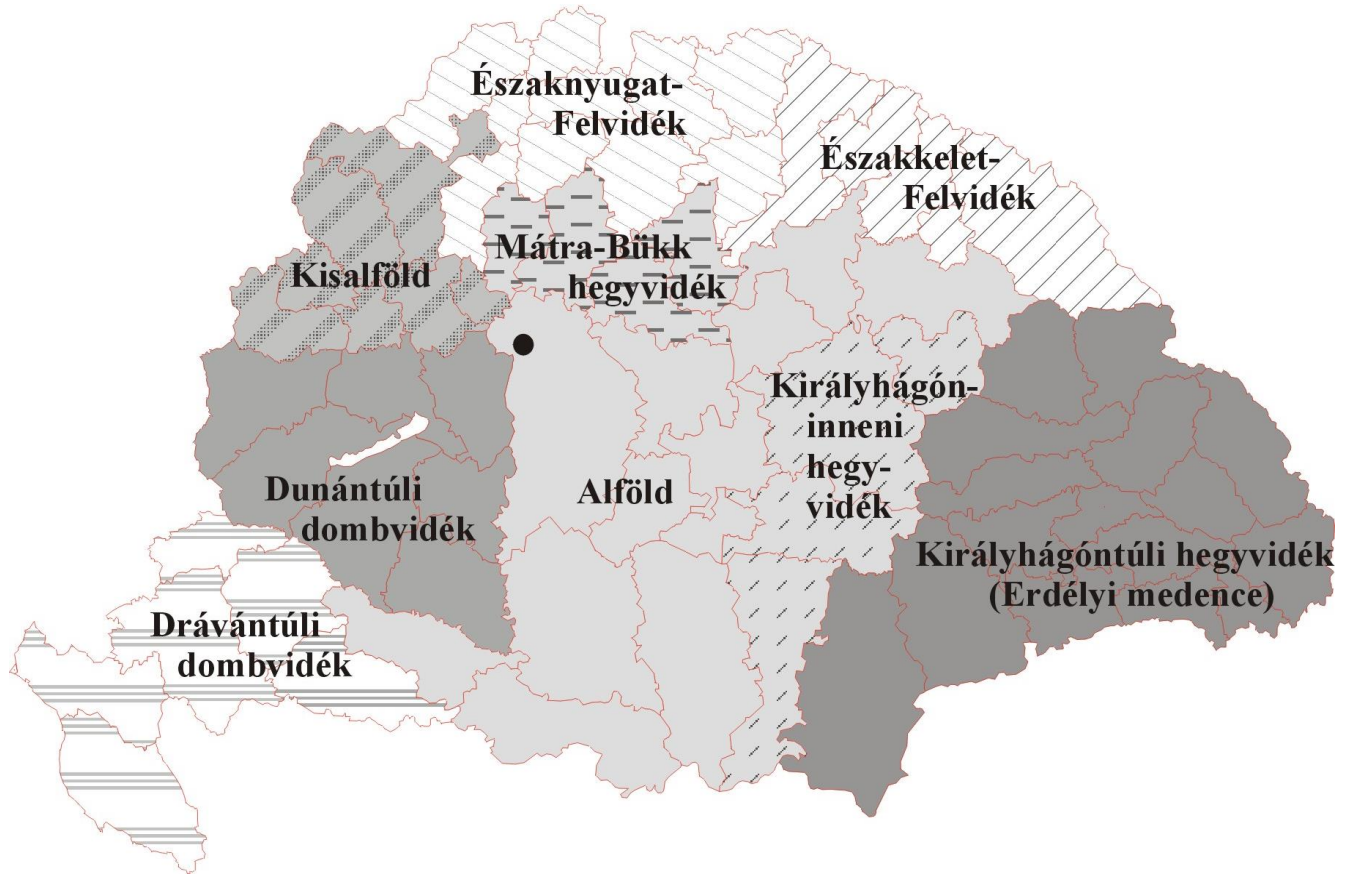 Északnyugat-
Felvidék
Északkelet-
Felvidék
Mátra-Bükk
hegyvidék
Kisalföld
Királyhágón-
inneni
hegy-
vidék
Dunántúli
dombvidék
Alföld
Királyhágóntúli hegyvidék
(Erdélyi medence)
Drávántúli
dombvidék